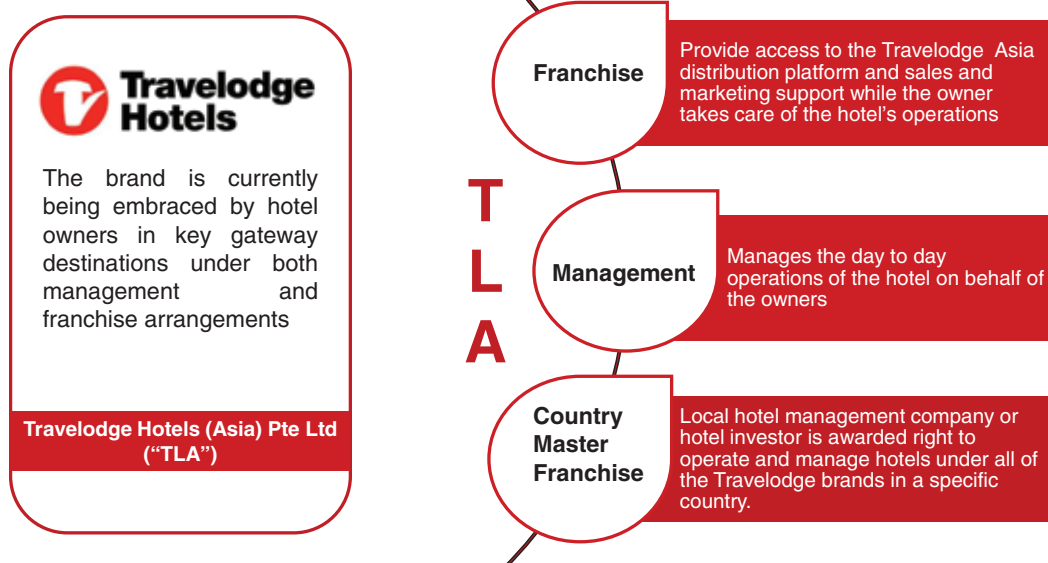 Travelodge
Hotels
The brand is currently
being embraced by hotel
owners in key gateway
destinations under both
management and
franchise arrangements
Travelodge Hotels (Asia) Pte Ltd
(“TLA”)
T
L
A
Franchise
Provide access to the Travelodge Asia
distribution platform and sales and
marketing support while the owner
takes care of the hotel’s operations
Management
Manages the day to day
operations of the hotel on behalf of
the owners
Country
Master
Franchise
Local hotel management company or
hotel investor is awarded right to
operate and manage hotels under all of
the Travelodge brands in a specific
country.